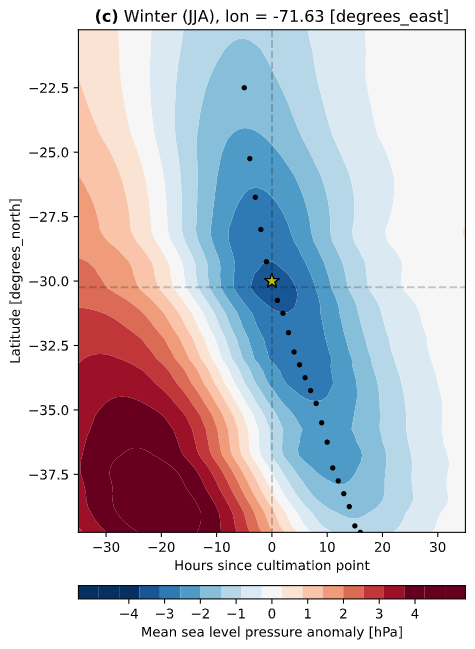 (c) Winter (JJA), lon = -71.63 [degrees_east]
−22.5
−25.0
−27.5
−30.0
−32.5
−35.0
−37.5
Latitude [degrees_north]
−30 −20 −10 0 10 20 30
Hours since cultimation point
−4 −3 −2 −1 0 1 2 3 4
Mean sea level pressure anomaly [hPa]